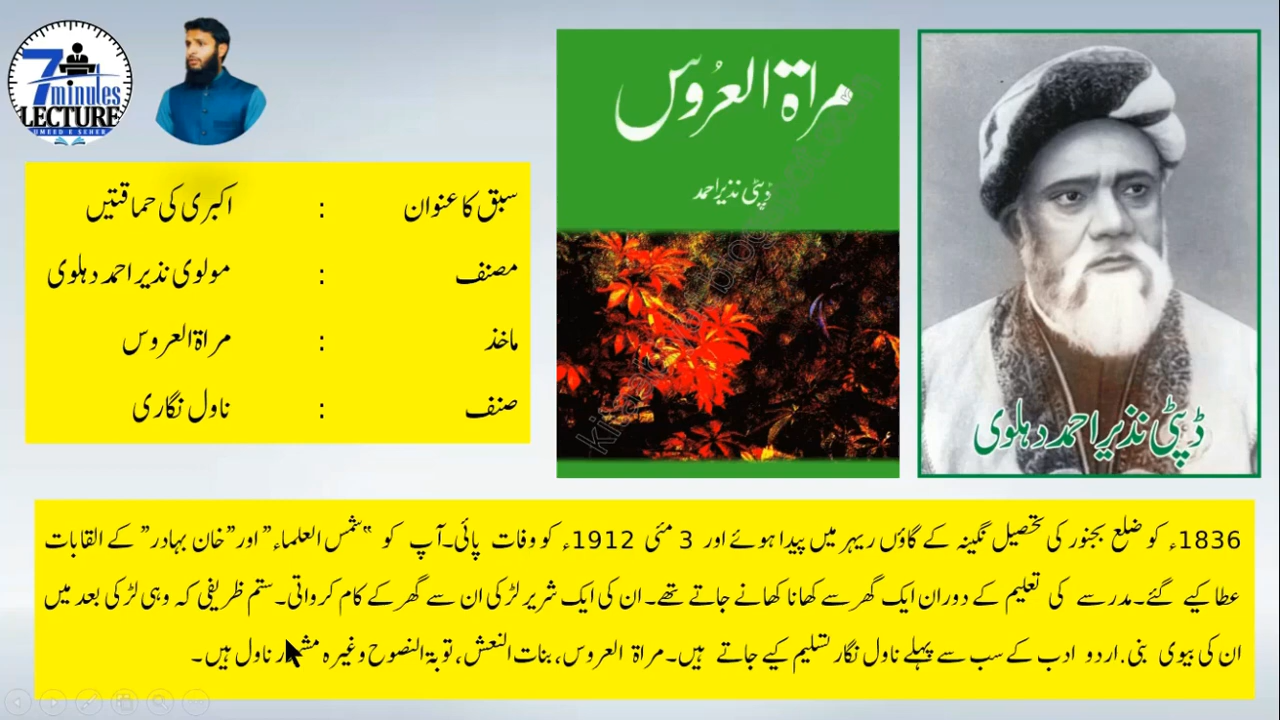 7
minutes
LECTURE
UMEED E SEHER
سبق کا عنوان : اکبری کی حماقتیں
مصنف : مولوی نذیر احمد دہلوی
ماخذ : مراۃ العروس
صنف : ناول نگاری
مراۃ العُروس
ڈپٹی نذیر احمد
ڈپٹی نذیر احمد دہلوی
1836ء کو ضلع بجنور کی تحصیل نگینہ کے گاؤں ریہر میں پیدا ہوئے اور 3 مئی 1912ء کو وفات پائی۔آپ کو “شمس العلماء” اور”خان بہادر” کے القابات
عطا کیے گئے۔مدرسے کی تعلیم کے دوران ایک گھر سے کھانا کھانے جاتے تھے۔ان کی ایک شریر لڑکی ان سے گھر کے کام کرواتی۔ستم ظریفی کہ وہی لڑکی بعد میں
ان کی بیوی بنی.اردو ادب کے سب سے پہلے ناول نگار تسلیم کیے جاتے ہیں۔مراۃ العروس، بنات النعش، توبۃ النصوح وغیرہ مشہور ناول ہیں۔